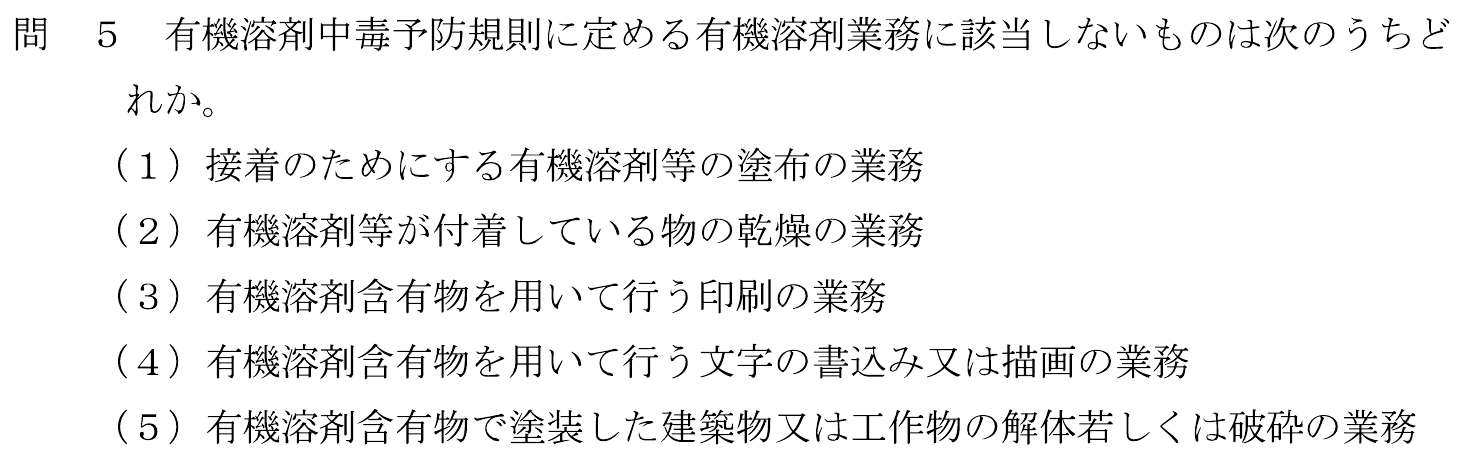 問　５　有機溶剤中毒予防規則に定める有機溶剤業務に該当しないものは次のうちど
れか。
（１）接着のためにする有機溶剤等の塗布の業務
（２）有機溶剤等が付着している物の乾燥の業務
（３）有機溶剤含有物を用いて行う印刷の業務
（４）有機溶剤含有物を用いて行う文字の書込み又は描画の業務
（５）有機溶剤含有物で塗装した建築物又は工作物の解体若しくは破砕の業務